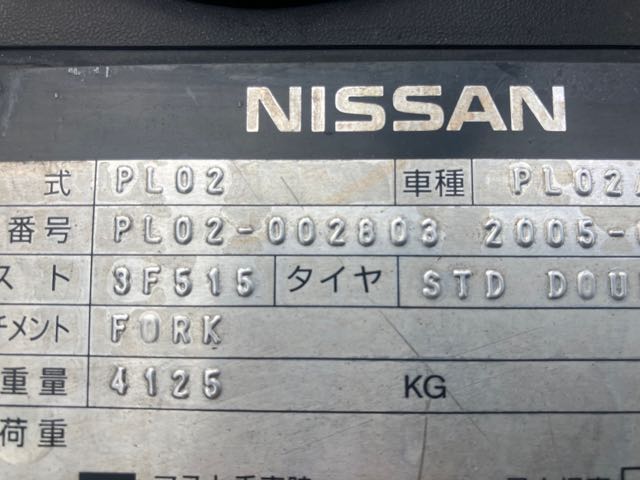 NISSAN
式 PL02 車種 PL02
番号 PL02-002803 2005-
スト 3F515 タイヤ STD DOU
チメント FORK
重量 4125 KG
荷重